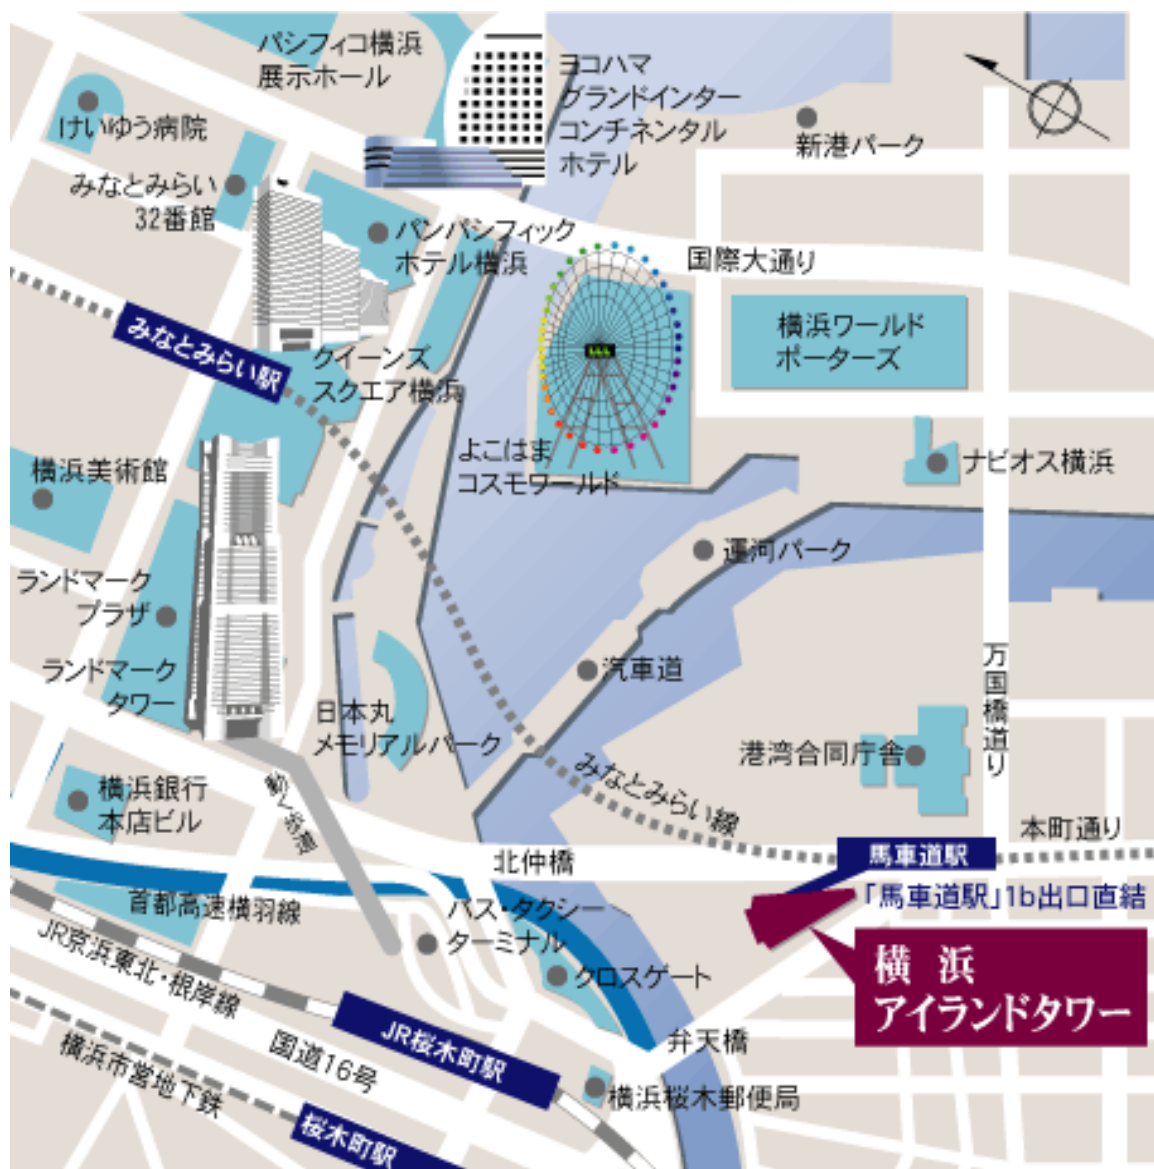 パシフィコ横浜
展示ホール
ヨコハマ
グランドインター
コンチネンタル
ホテル
新港パーク
けいゆう病院
みなとみらい
32番館
パンパシフィック
ホテル横浜
国際大通り
みなとみらい駅
クイーンズ
スクエア横浜
横浜ワールド
ポーターズ
よこはま
コスモワールド
ナビオス横浜
横浜美術館
運河パーク
ランドマーク
プラザ
ランドマーク
タワー
汽車道
万国橋通り
日本丸
メモリアルパーク
港湾合同庁舎
みなとみらい線
横浜銀行
本店ビル
動く歩道
本町通り
北仲橋
馬車道駅
「馬車道駅」1b出口直結
首都高速横羽線
バス・タクシー
ターミナル
横浜
アイランドタワー
JR京浜東北・根岸線
クロスゲート
JR桜木町駅
弁天橋
国道16号
横浜市営地下鉄
横浜桜木郵便局
桜木町駅